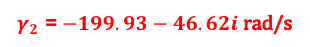 γ₂ = −199.93 − 46.62i rad/s